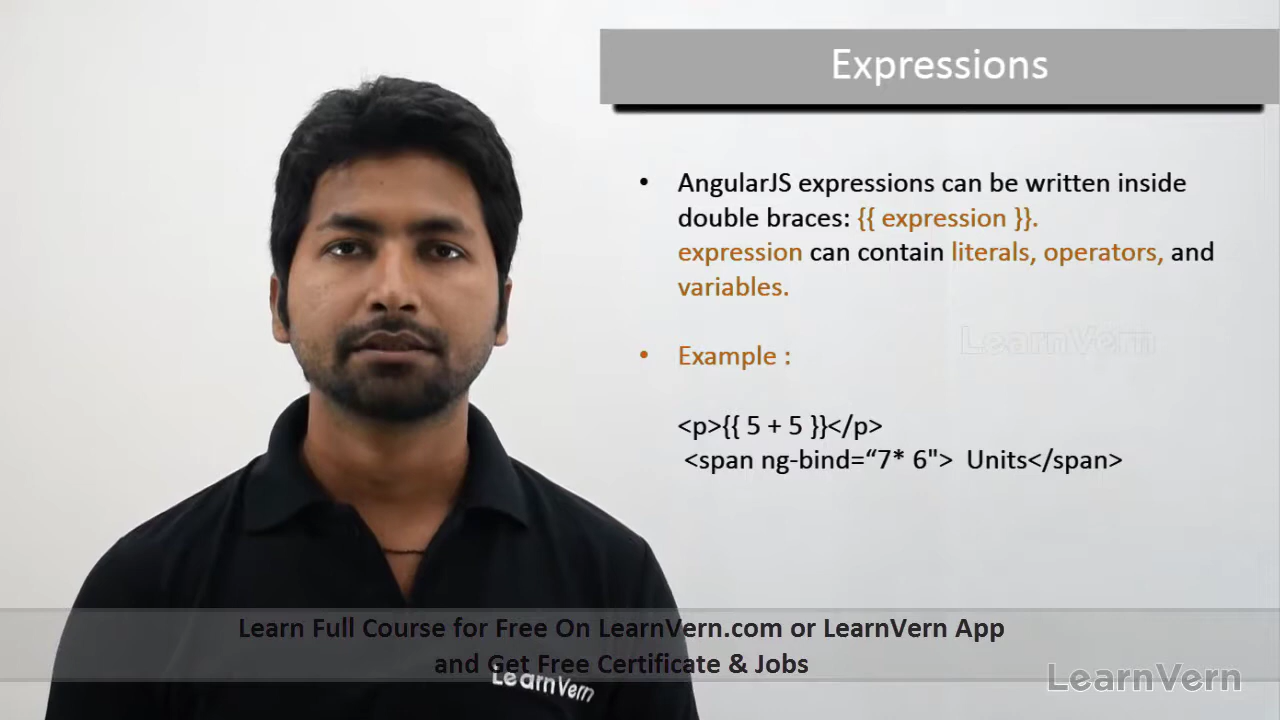 Expressions
• AngularJS expressions can be written inside
double braces: {{ expression }}.
expression can contain literals, operators, and
variables.
LearnVern
• Example :
<p>{{ 5 + 5 }}</p>
<span ng-bind=“7* 6"> Units</span>
Learn Full Course for Free On LearnVern.com or LearnVern App
and Get Free Certificate & Jobs
LearnVern
LearnVern